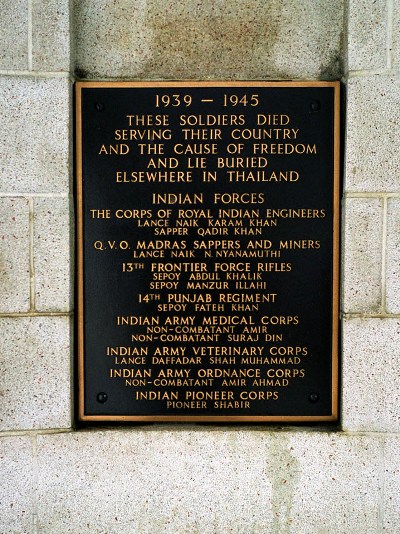 1939 – 1945
THESE SOLDIERS DIED
SERVING THEIR COUNTRY
AND THE CAUSE OF FREEDOM
AND LIE BURIED
ELSEWHERE IN THAILAND
INDIAN FORCES
THE CORPS OF ROYAL INDIAN ENGINEERS
LANCE NAIK KARAM KHAN
SAPPER QADIR KHAN
Q.V.O. MADRAS SAPPERS AND MINERS
LANCE NAIK N. NYANAMUTHI
13TH FRONTIER FORCE RIFLES
SEPOY ABDUL KHALIK
SEPOY MANZUR ILLAHI
14TH PUNJAB REGIMENT
SEPOY FATEH KHAN
INDIAN ARMY MEDICAL CORPS
NON-COMBATANT AMIR
NON-COMBATANT SURAJ DIN
INDIAN ARMY VETERINARY CORPS
LANCE DAFFADAR SHAH MUHAMMAD
INDIAN ARMY ORDNANCE CORPS
NON-COMBATANT AMIR AHMAD
INDIAN PIONEER CORPS
PIONEER SHABIR